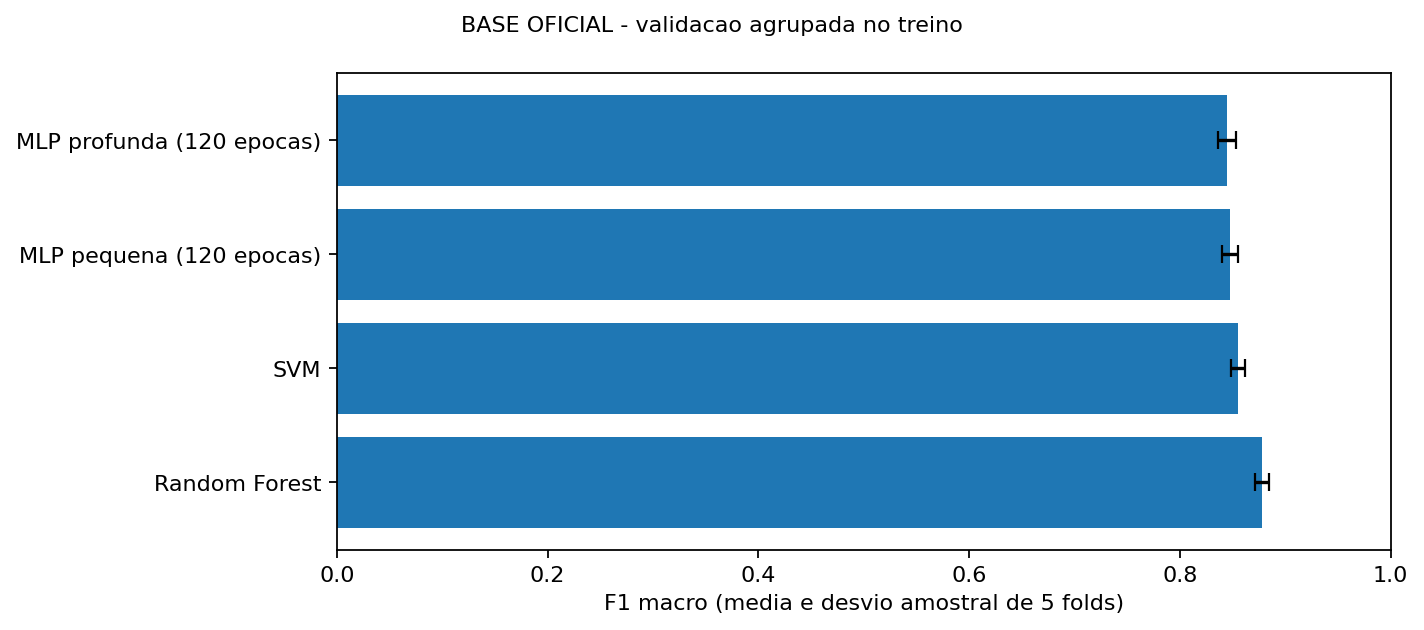 BASE OFICIAL - validacao agrupada no treino
MLP profunda (120 epocas)
MLP pequena (120 epocas)
SVM
Random Forest
0.0 0.2 0.4 0.6 0.8 1.0
F1 macro (media e desvio amostral de 5 folds)